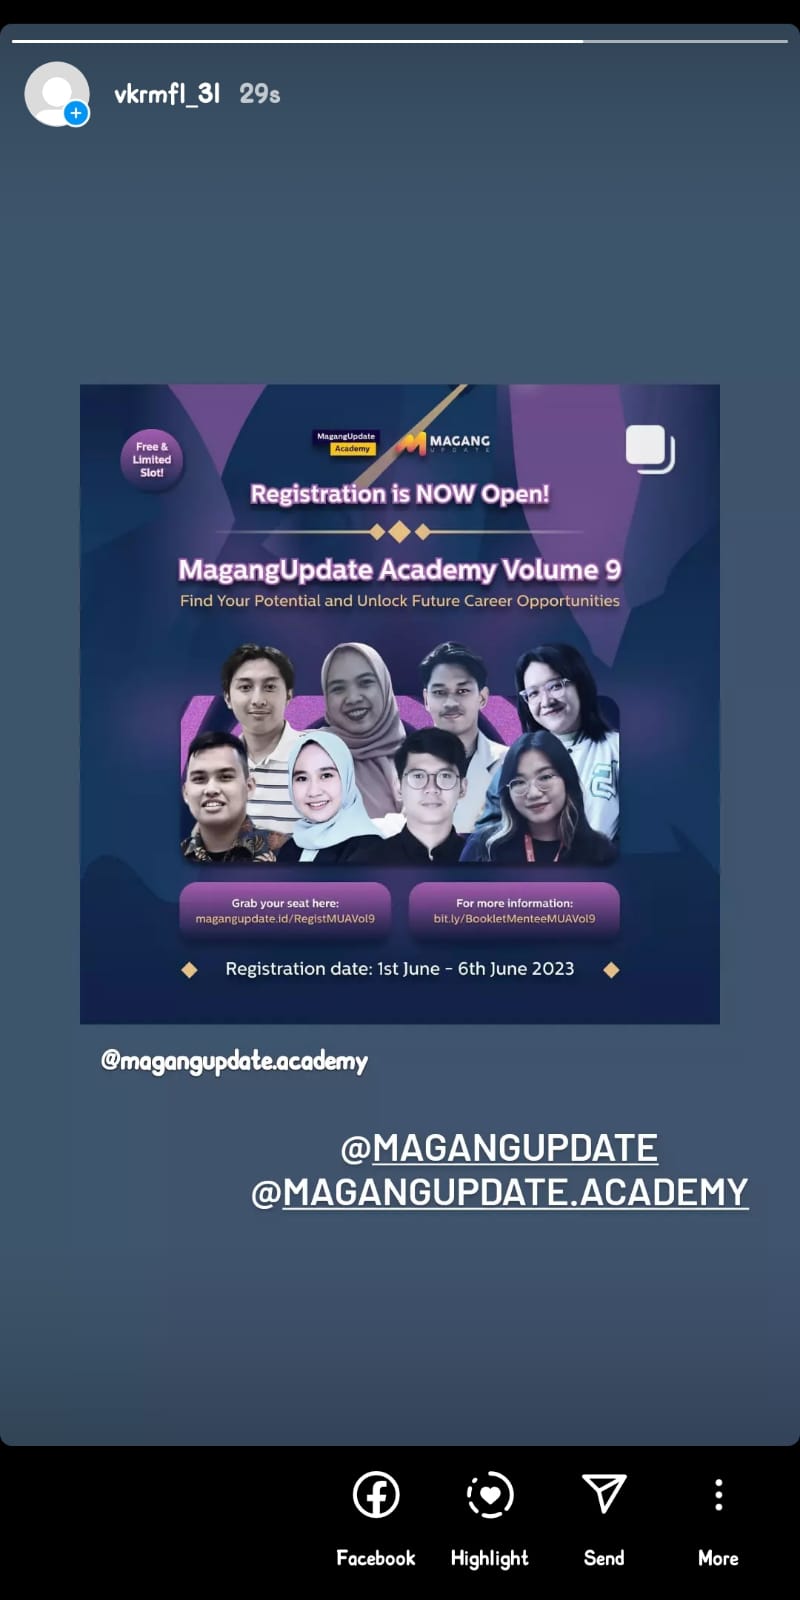 vkrmfl_3l 29s
Free &
Limited
Slot!
MagangUpdate
Academy
MAGANG
UPDATE
Registration is NOW Open!
MagangUpdate Academy Volume 9
Find Your Potential and Unlock Future Career Opportunities
Grab your seat here:
magangupdate.id/RegistMUAVol9
For more information:
bit.ly/BookletMenteeMUAVol9
Registration date: 1st June - 6th June 2023
@magangupdate.academy
@MAGANGUPDATE
@MAGANGUPDATE.ACADEMY
Facebook
Highlight
Send
More